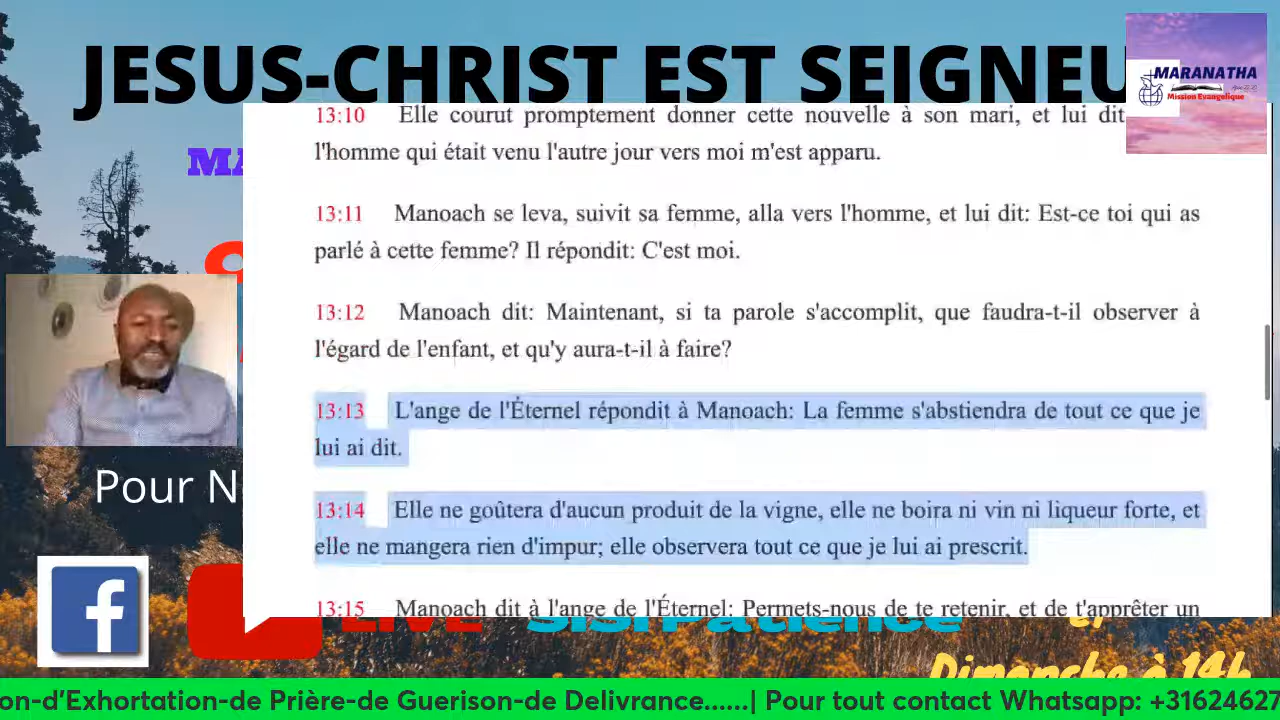 JESUS-CHRIST EST SEIGNEU
MARANATHA
Mission Evangelique
MA
13:10 Elle courut promptement donner cette nouvelle à son mari, et lui dit
l'homme qui était venu l'autre jour vers moi m'est apparu.
13:11 Manoach se leva, suivit sa femme, alla vers l'homme, et lui dit: Est-ce toi qui as
parlé à cette femme? Il répondit: C'est moi.
13:12 Manoach dit: Maintenant, si ta parole s'accomplit, que faudra-t-il observer à
l'égard de l'enfant, et qu'y aura-t-il à faire?
13:13 L'ange de l'Éternel répondit à Manoach: La femme s'abstiendra de tout ce que je
lui ai dit.
13:14 Elle ne goûtera d'aucun produit de la vigne, elle ne boira ni vin ni liqueur forte, et
elle ne mangera rien d'impur; elle observera tout ce que je lui ai prescrit.
13:15 Manoach dit à l'ange de l'Éternel: Permets-nous de te retenir, et de t'apprêter un
Pour N
f
LIVE
SisiPatience
Dimanche à 14h
on-d'Exhortation-de Prière-de Guerison-de Delivrance......| Pour tout contact Whatsapp: +31624627